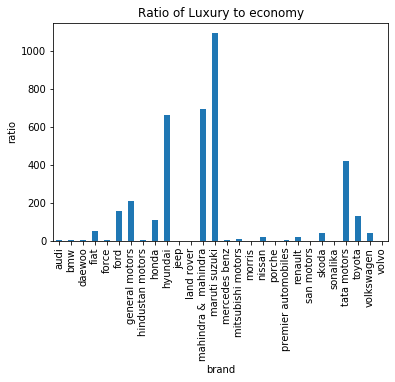 Ratio of Luxury to economy
1000
800
600
400
200
0
ratio
audi
bmw
daewoo
fiat
force
ford
general motors
hindustan motors
honda
hyundai
jeep
land rover
mahindra &  mahindra
maruti suzuki
mercedes benz
mitsubishi motors
morris
nissan
porche
premier automobiles
renault
san motors
skoda
sonalika
tata motors
toyota
volkswagen
volvo
brand